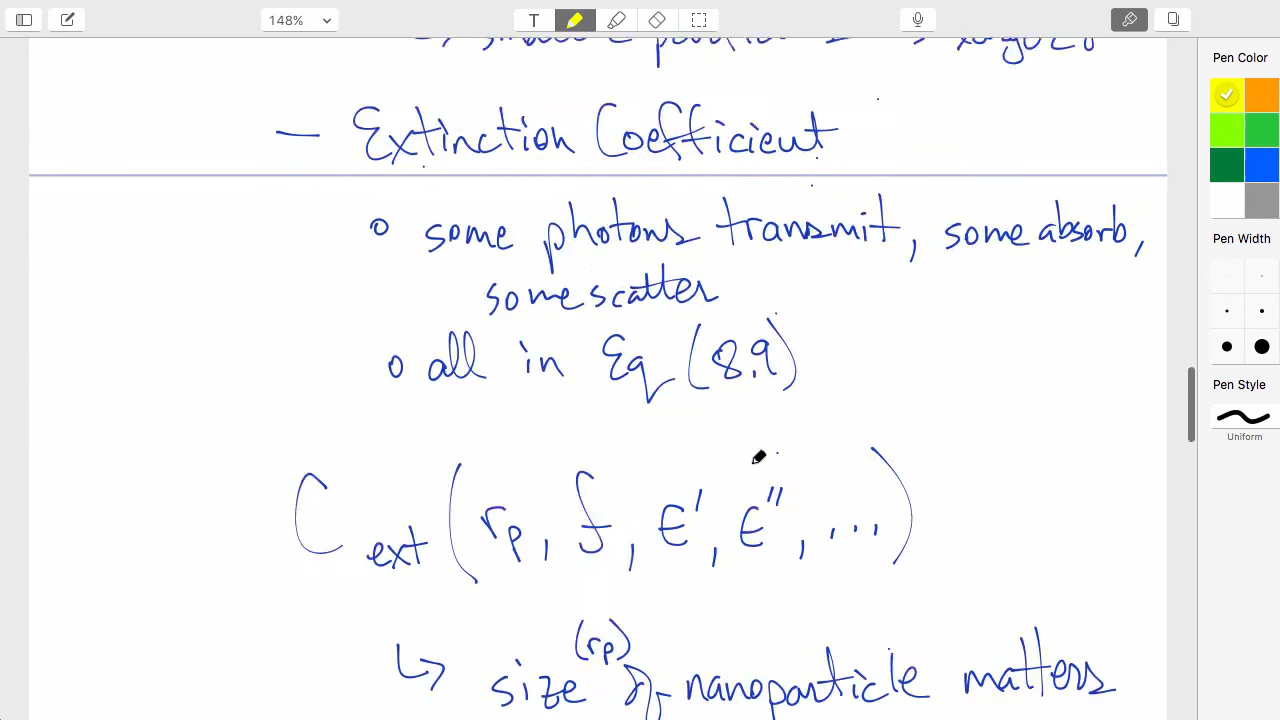 148%
T
Pen Color
— Extinction Coefficient
o some photons transmit, some absorb,
some scatter
Pen Width
o all in Eq (8.9)
Pen Style
Uniform
C ext (rp, f, ϵ', ϵ'', ...)
↳ size (rp) of nanoparticle matters